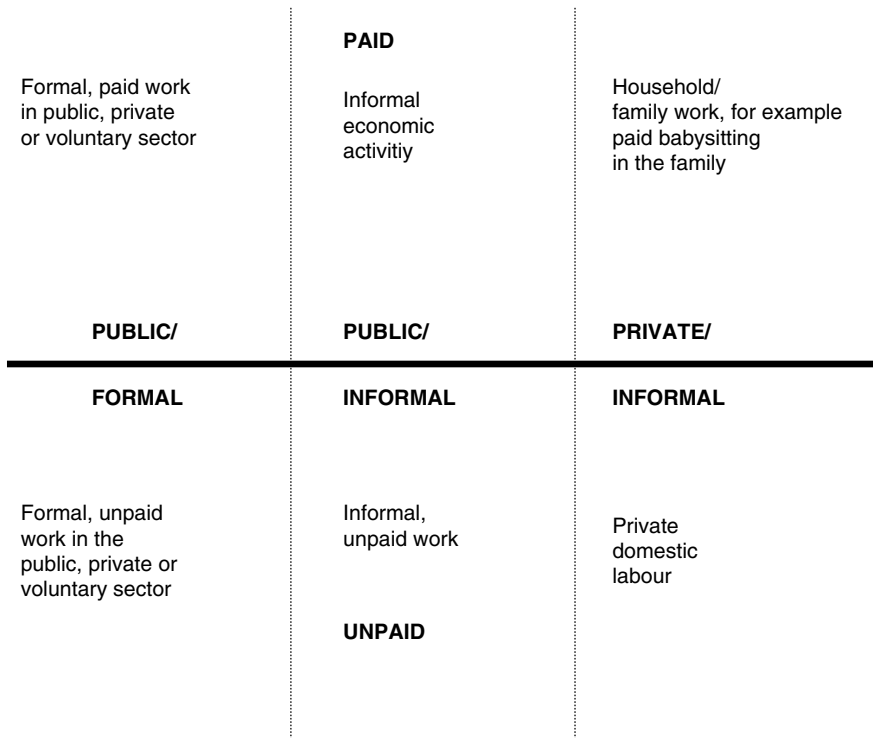 PAID
Formal, paid work
in public, private
or voluntary sector
Informal
economic
activitiy
Household/
family work, for example
paid babysitting
in the family
PUBLIC/
PUBLIC/
PRIVATE/
FORMAL
INFORMAL
INFORMAL
Formal, unpaid
work in the
public, private or
voluntary sector
Informal,
unpaid work
Private
domestic
labour
UNPAID